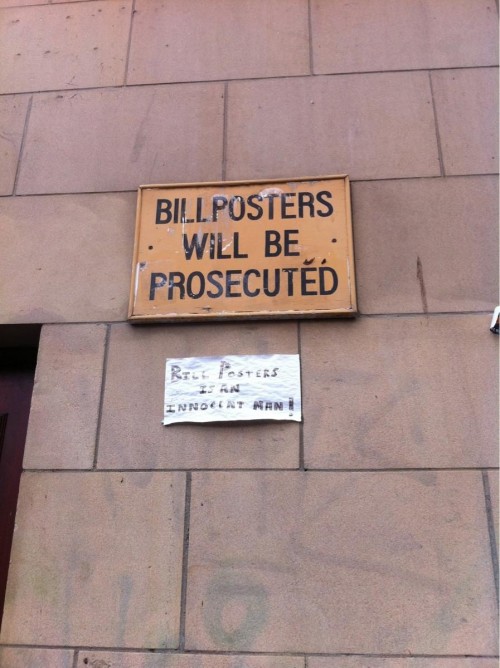 BILLPOSTERS
· WILL BE ·
PROSECUTED
BILL POSTERS
IS AN
INNOCENT MAN!